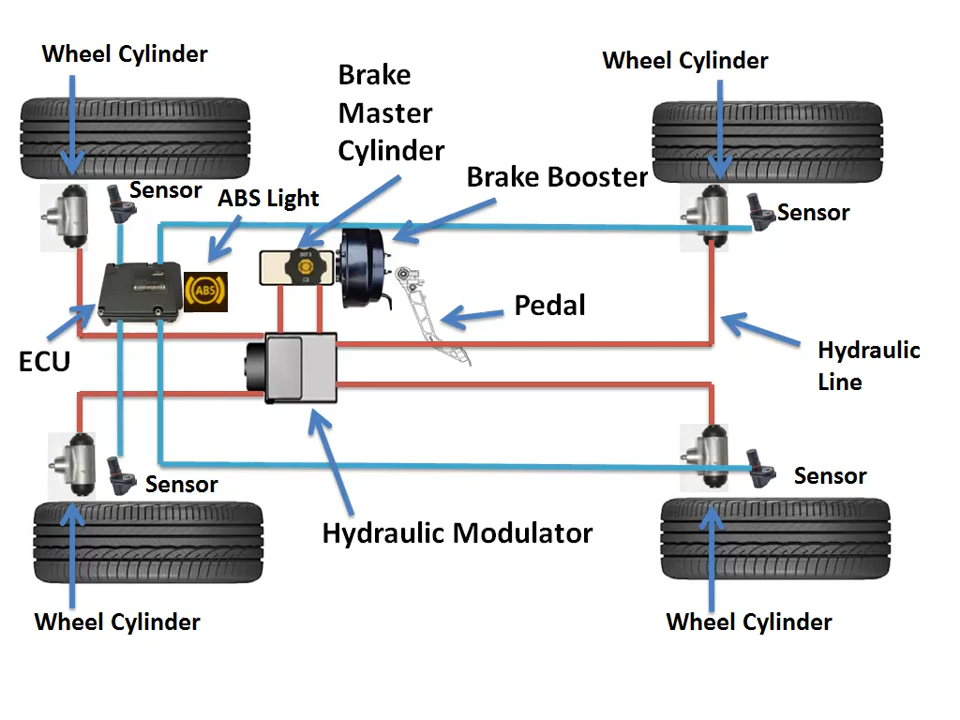 Wheel Cylinder
Wheel Cylinder
Brake
Master
Cylinder
Brake Booster
Sensor
ABS Light
Sensor
ABS
Pedal
ECU
Hydraulic
Line
Sensor
Sensor
Hydraulic Modulator
Wheel Cylinder
Wheel Cylinder